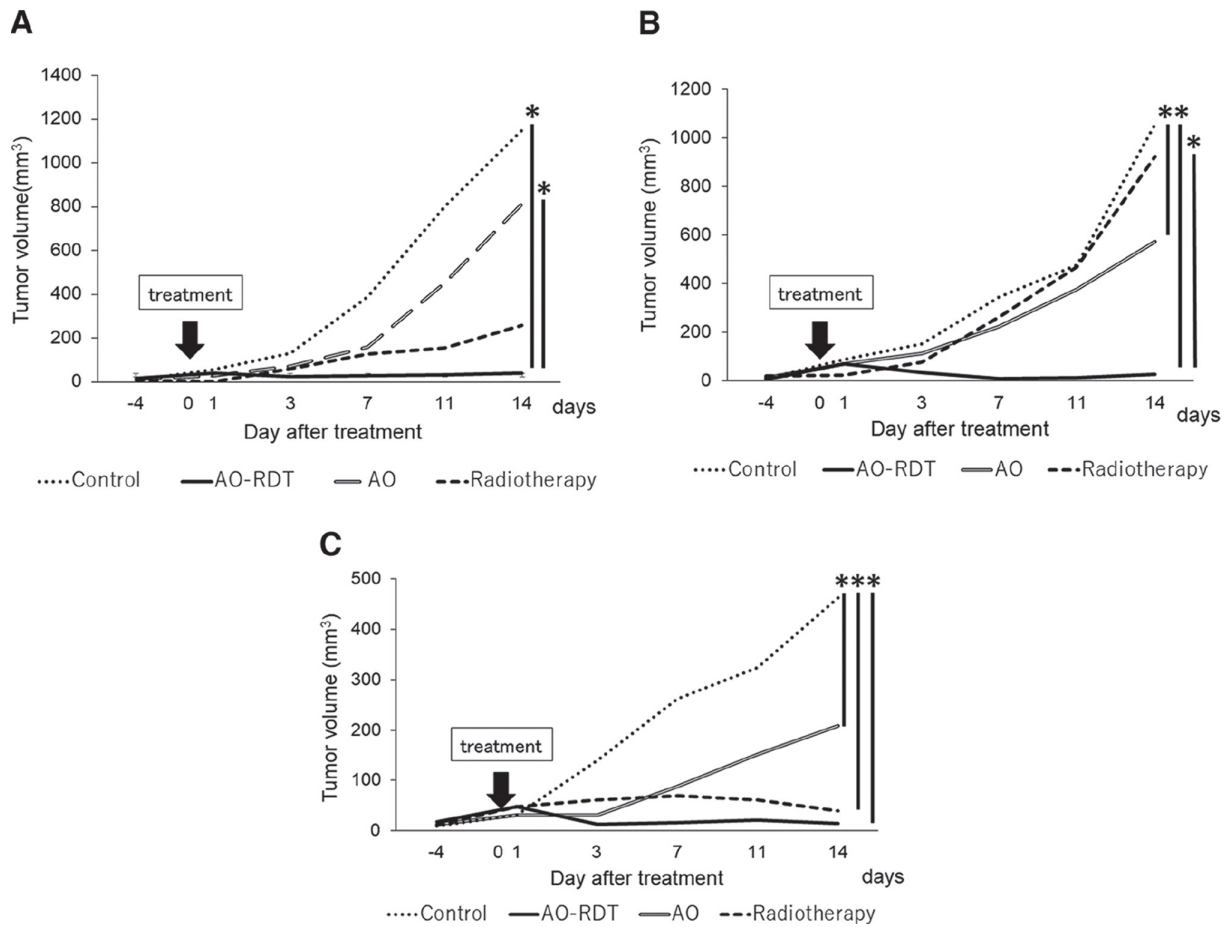 A
Tumor volume(mm³)
1400
1200
1000
800
600
400
200
0
treatment
*
*
-4 0 1 3 7 11 14 days
Day after treatment
Control AO-RDT AO Radiotherapy
B
Tumor volume (mm³)
1200
1000
800
600
400
200
0
treatment
**
*
-4 0 1 3 7 11 14 days
Day after treatment
Control AO-RDT AO Radiotherapy
C
Tumor volume (mm³)
500
400
300
200
100
0
treatment
***
-4 0 1 3 7 11 14
Day after treatment days
Control AO-RDT AO Radiotherapy